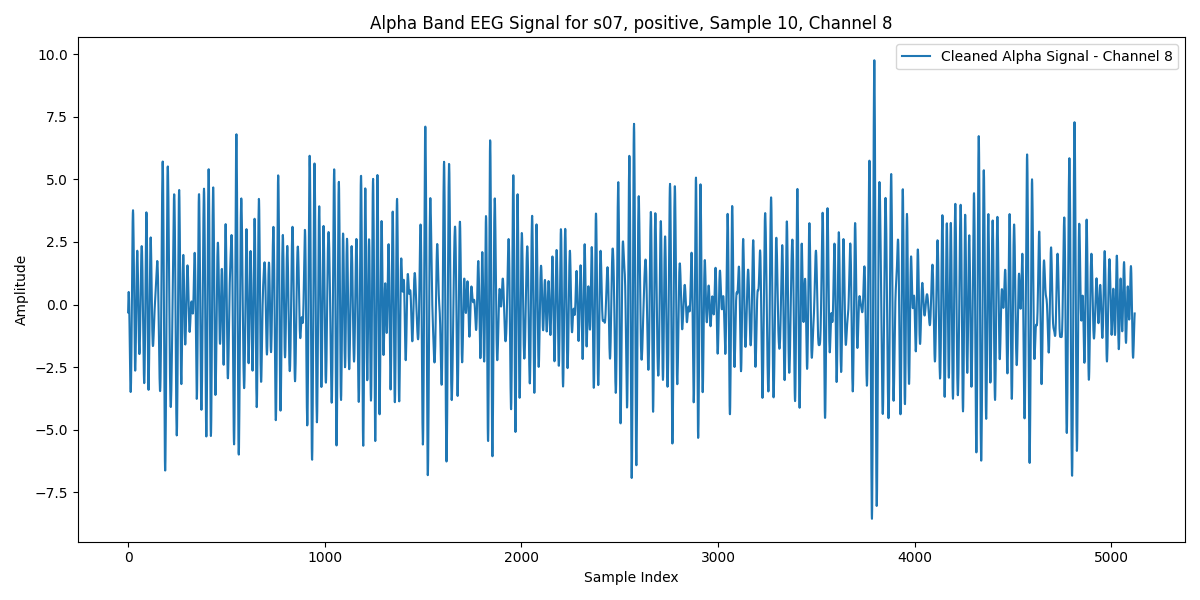 Alpha Band EEG Signal for s07, positive, Sample 10, Channel 8
Cleaned Alpha Signal - Channel 8
10.0
7.5
5.0
2.5
0.0
−2.5
−5.0
−7.5
Amplitude
0 1000 2000 3000 4000 5000
Sample Index